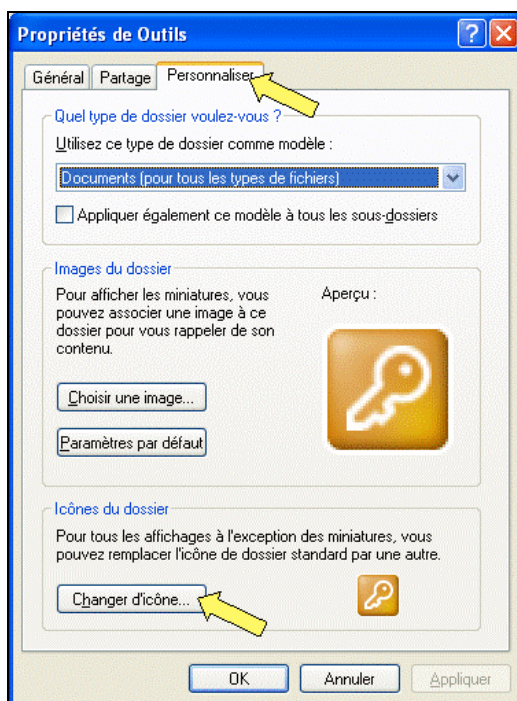 Propriétés de Outils
Général Partage Personnaliser
Quel type de dossier voulez-vous ?
Utilisez ce type de dossier comme modèle :
Documents (pour tous les types de fichiers)
Appliquer également ce modèle à tous les sous-dossiers
Images du dossier
Pour afficher les miniatures, vous
pouvez associer une image à ce
dossier pour vous rappeler de son
contenu.
Aperçu :
Choisir une image...
Paramètres par défaut
Icônes du dossier
Pour tous les affichages à l'exception des miniatures, vous
pouvez remplacer l'icône de dossier standard par une autre.
Changer d'icône...
OK Annuler Appliquer